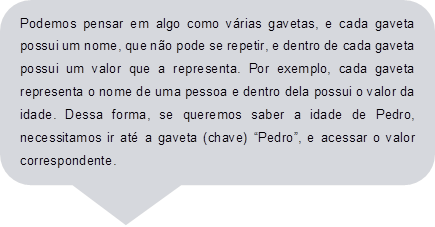 Podemos pensar em algo como várias gavetas, e cada gaveta
possui um nome, que não pode se repetir, e dentro de cada gaveta
possui um valor que a representa. Por exemplo, cada gaveta
representa o nome de uma pessoa e dentro dela possui o valor da
idade. Dessa forma, se queremos saber a idade de Pedro,
necessitamos ir até a gaveta (chave) “Pedro”, e acessar o valor
correspondente.